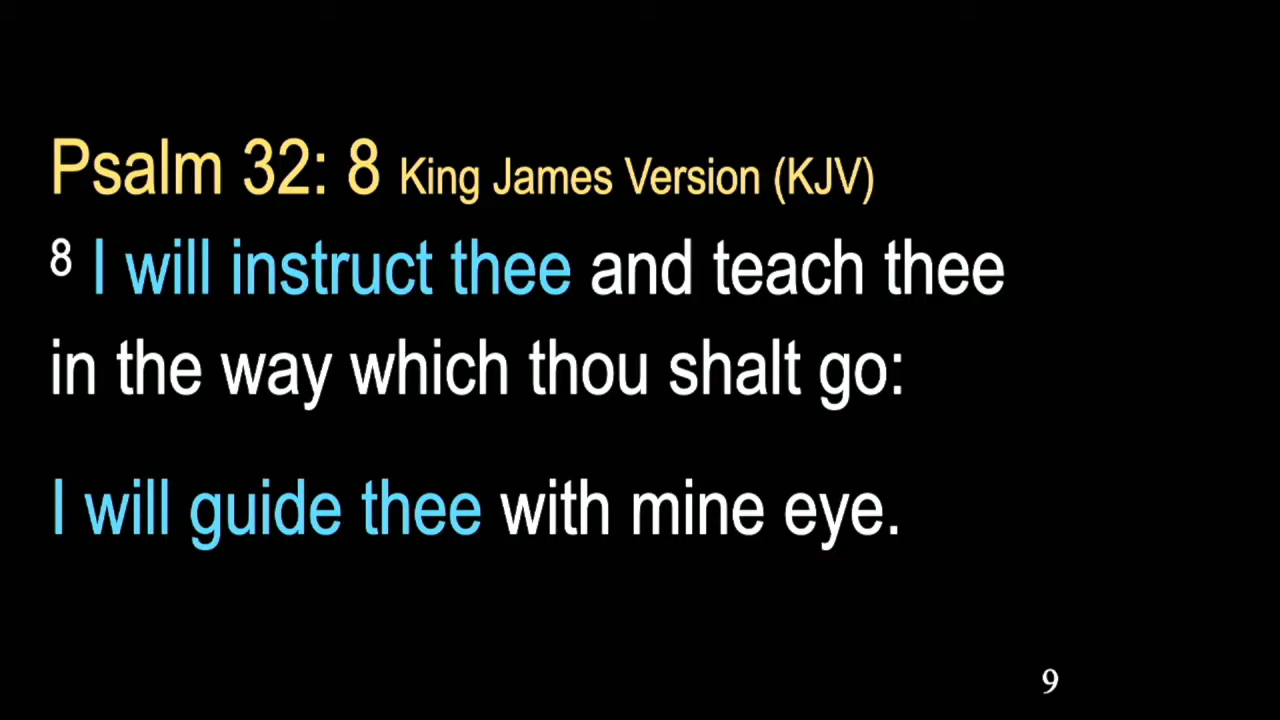 Psalm 32: 8 King James Version (KJV)
8 I will instruct thee and teach thee
in the way which thou shalt go:
I will guide thee with mine eye.
9